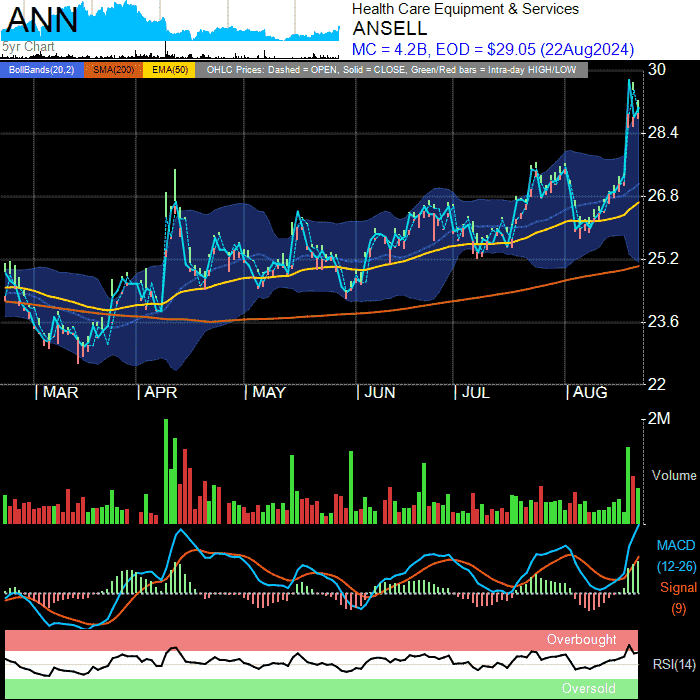 ANN
5yr Chart
Health Care Equipment & Services
ANSELL
MC = 4.2B, EOD = $29.05 (22Aug2024)
BollBands(20,2) SMA(200) EMA(50) OHLC Prices: Dashed = OPEN, Solid = CLOSE, Green/Red bars = Intra-day HIGH/LOW
30
28.4
26.8
25.2
23.6
22
| MAR | APR | MAY | JUN | JUL | AUG
2M
Volume
MACD
(12-26)
Signal
(9)
Overbought
RSI(14)
Oversold